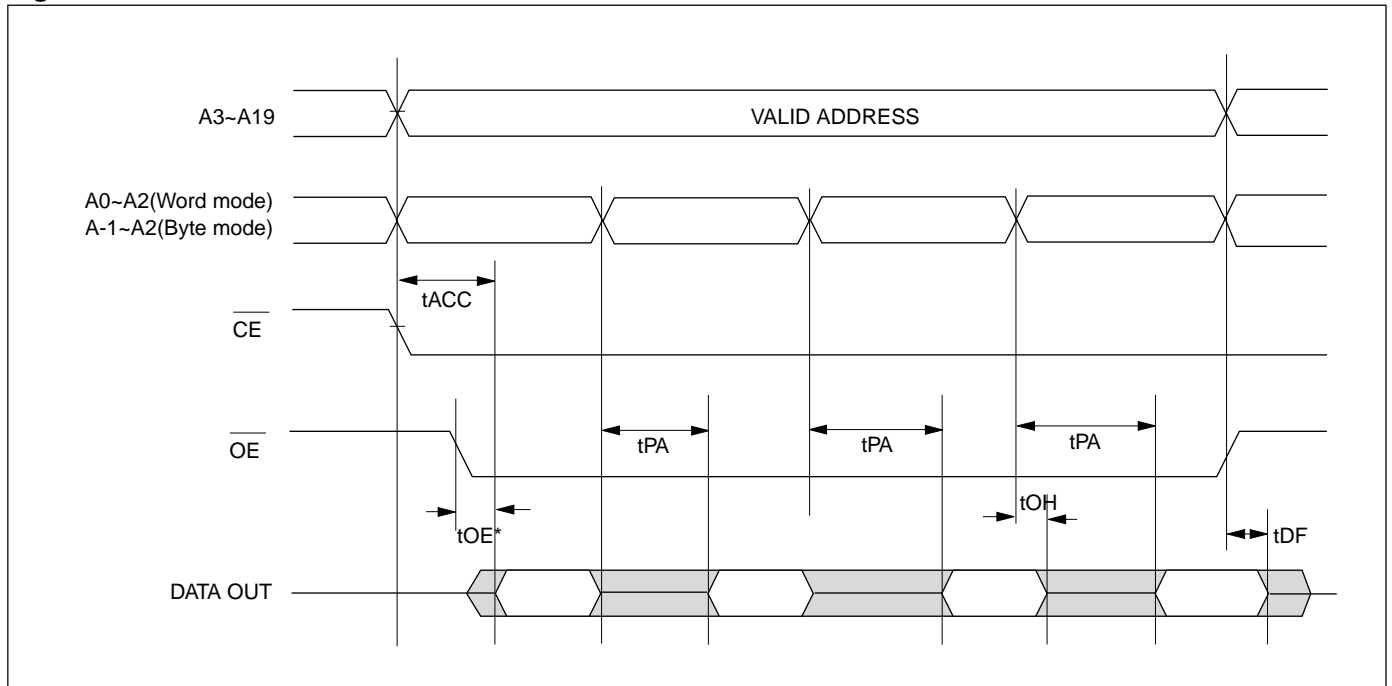 A3~A19
VALID ADDRESS
A0~A2(Word mode)
A-1~A2(Byte mode)
tACC
CE
OE
tPA
tPA
tPA
tOE*
tOH
tDF
DATA OUT